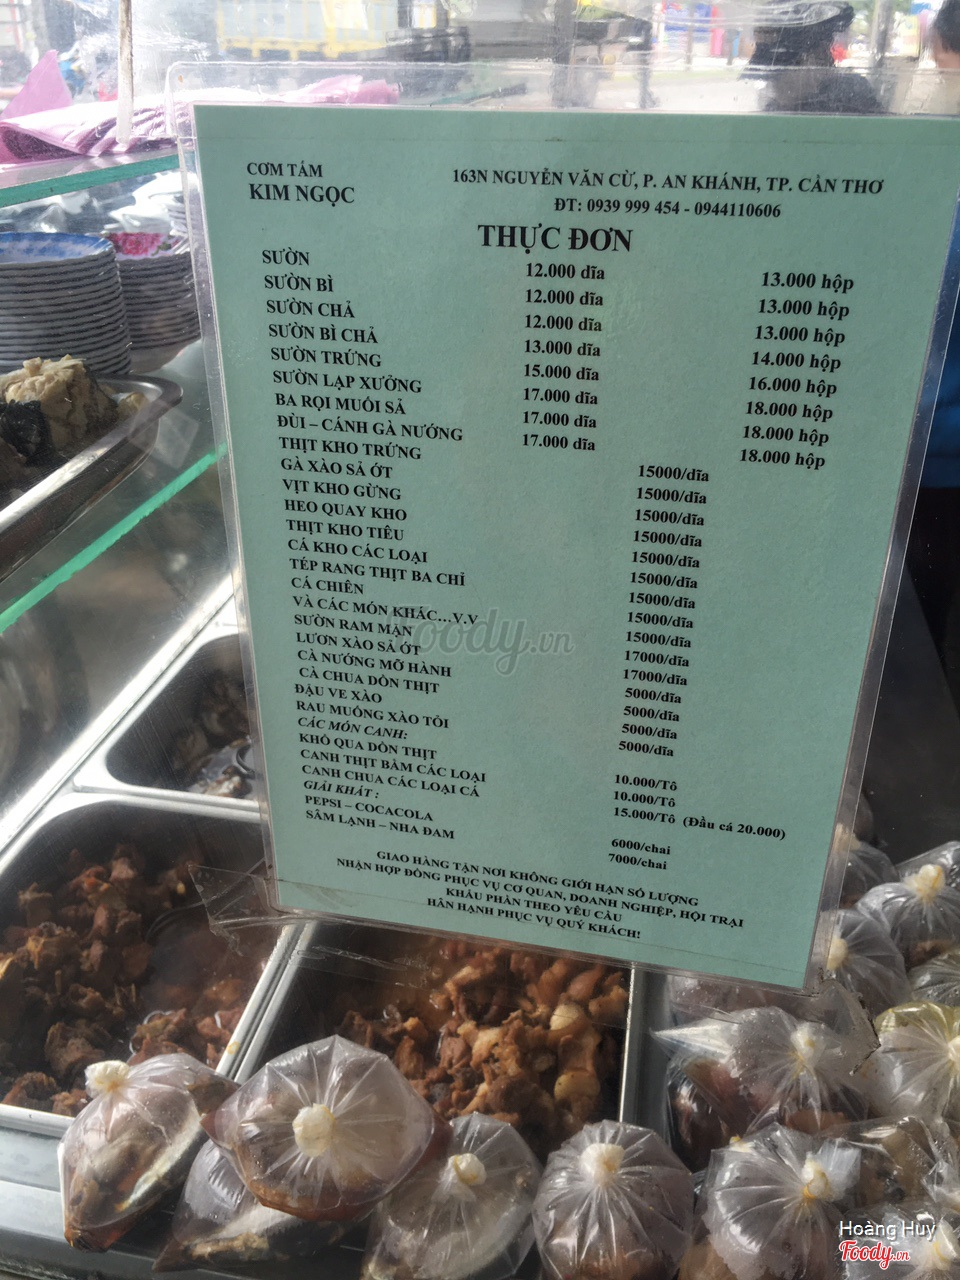 CƠM TẤM
KIM NGỌC
163N NGUYỄN VĂN CỪ, P. AN KHÁNH, TP. CẦN THƠ
ĐT: 0939 999 454 - 0944110606
THỰC ĐƠN
SƯỜN 12.000 dĩa 13.000 hộp
SƯỜN BÌ 12.000 dĩa 13.000 hộp
SƯỜN CHẢ 12.000 dĩa 13.000 hộp
SƯỜN BÌ CHẢ 13.000 dĩa 14.000 hộp
SƯỜN TRỨNG 15.000 dĩa 16.000 hộp
SƯỜN LẠP XƯỞNG 17.000 dĩa 18.000 hộp
BA RỌI MUỐI SẢ 17.000 dĩa 18.000 hộp
ĐÙI – CÁNH GÀ NƯỚNG 17.000 dĩa 18.000 hộp
THỊT KHO TRỨNG 15000/dĩa
GÀ XÀO SẢ ỚT 15000/dĩa
VỊT KHO GỪNG 15000/dĩa
HEO QUAY KHO 15000/dĩa
THỊT KHO TIÊU 15000/dĩa
CÁ KHO CÁC LOẠI 15000/dĩa
TÉP RANG THỊT BA CHỈ 15000/dĩa
CÁ CHIÊN 15000/dĩa
VÀ CÁC MÓN KHÁC...V.V 15000/dĩa
SƯỜN RAM MẶN 17000/dĩa
LƯƠN XÀO SẢ ỚT 17000/dĩa
CÀ NƯỚNG MỠ HÀNH 5000/dĩa
CÀ CHUA DỒN THỊT 5000/dĩa
ĐẬU VE XÀO 5000/dĩa
RAU MUỐNG XÀO TỎI 5000/dĩa
CÁC MÓN CANH:
KHỔ QUA DỒN THỊT 10.000/Tô
CANH THỊT BẰM CÁC LOẠI 10.000/Tô
CANH CHUA CÁC LOẠI CÁ 15.000/Tô (Đầu cá 20.000)
GIẢI KHÁT :
PEPSI – COCACOLA 6000/chai
SÂM LẠNH – NHA ĐAM 7000/chai
GIAO HÀNG TẬN NƠI KHÔNG GIỚI HẠN SỐ LƯỢNG
NHẬN HỢP ĐỒNG PHỤC VỤ CƠ QUAN, DOANH NGHIỆP, HỘI TRẠI
KHẨU PHẦN THEO YÊU CẦU
HÂN HẠNH PHỤC VỤ QUÝ KHÁCH!
Foody.vn
Hoàng Huy
Foody.vn